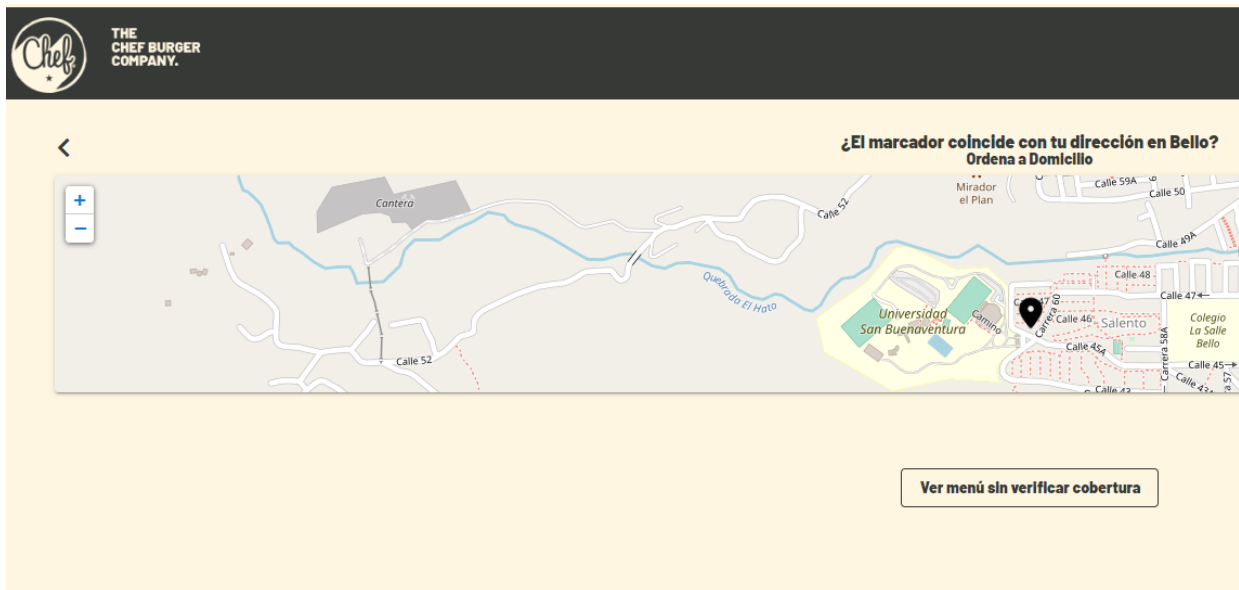 Chef
THE
CHEF BURGER
COMPANY.
¿El marcador coincide con tu dirección en Bello?
Ordena a Domicilio
+
−
Cantera
Calle 52
Mirador
el Plan
Calle 59A
Calle 50
Calle 49A
Quebrada El Hato
Calle 48
Calle 47
Carrera 60
Universidad
San Buenaventura
Camino
Calle 46
Salento
Colegio
La Salle
Bello
Calle 45A
Carrera 58A
Calle 45
Calle 52
Calle 43
Ver menú sin verificar cobertura